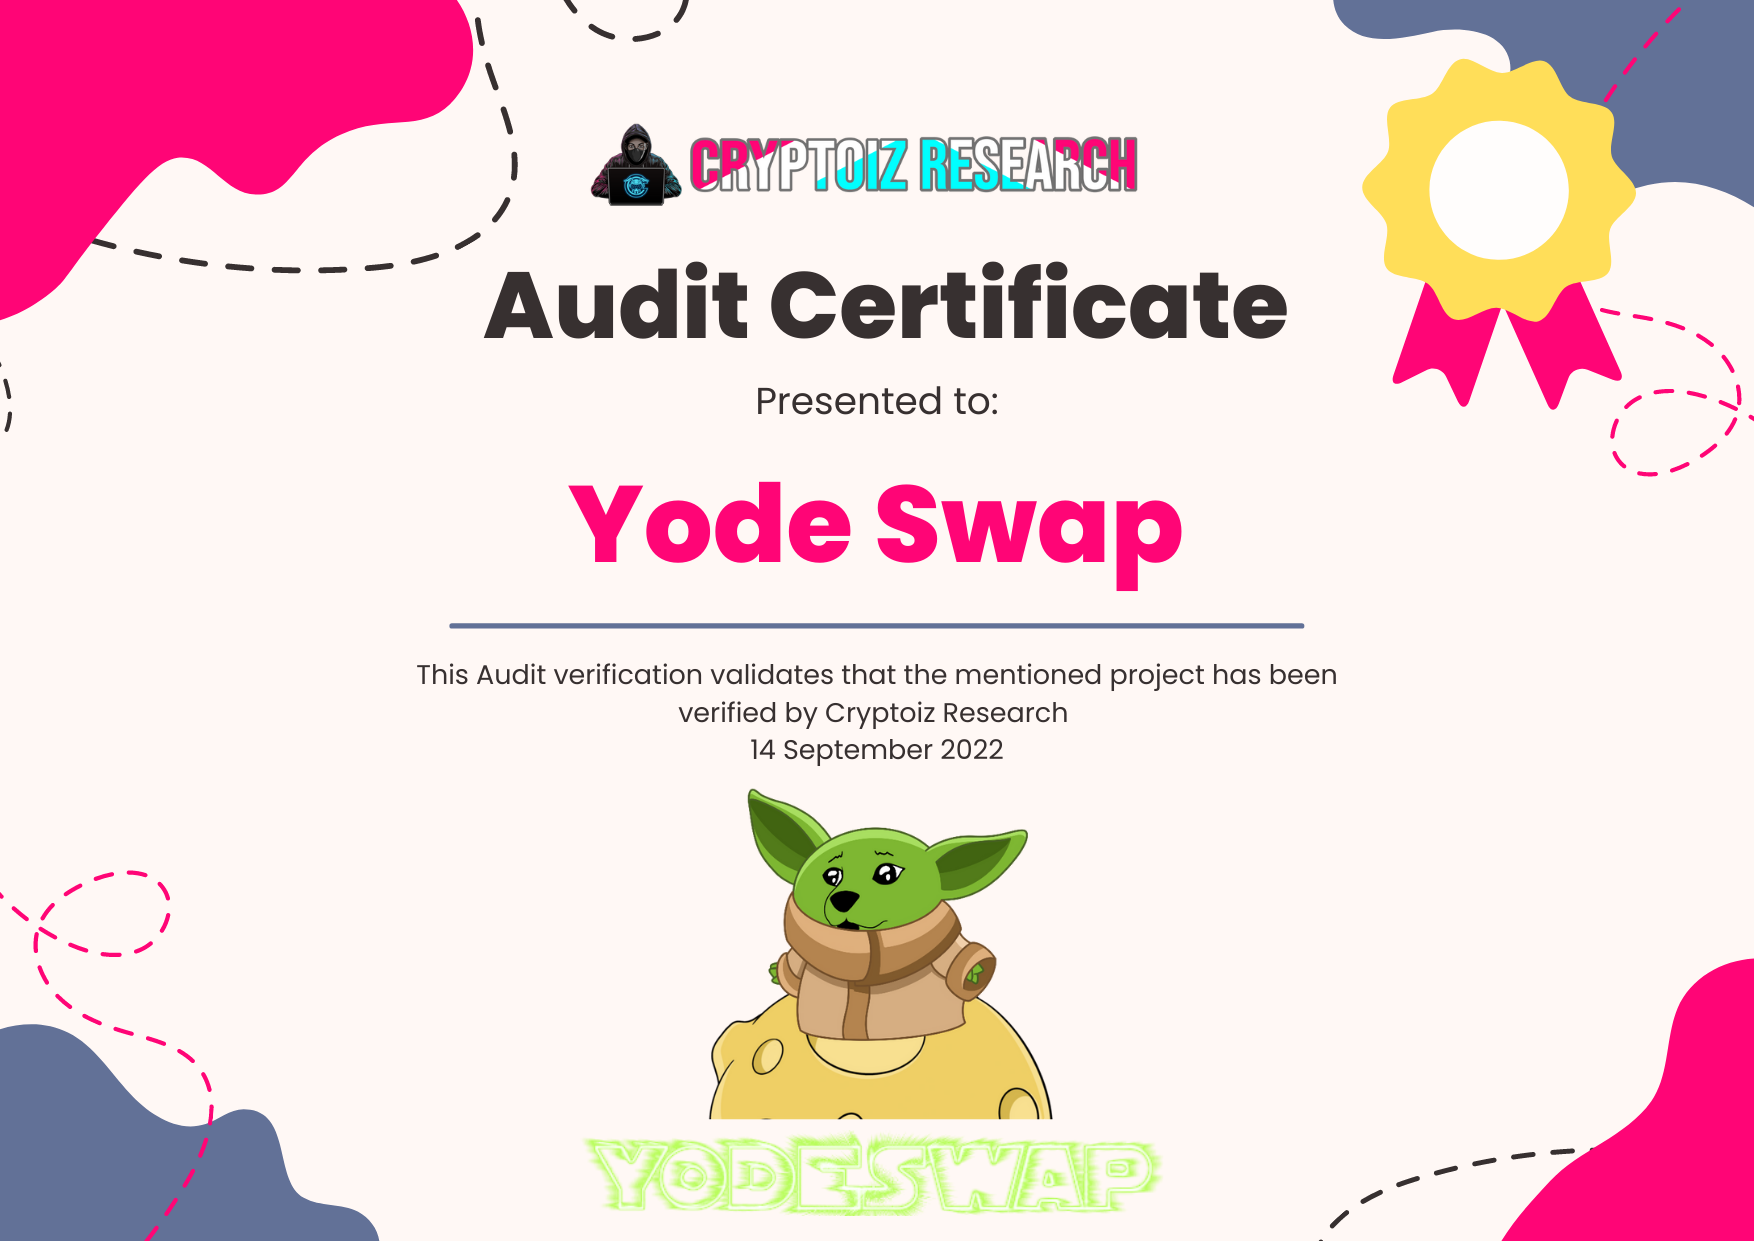 CRYPTOIZ RESEARCH
Audit Certificate
Presented to:
Yode Swap
This Audit verification validates that the mentioned project has been
verified by Cryptoiz Research
14 September 2022
YODESWAP